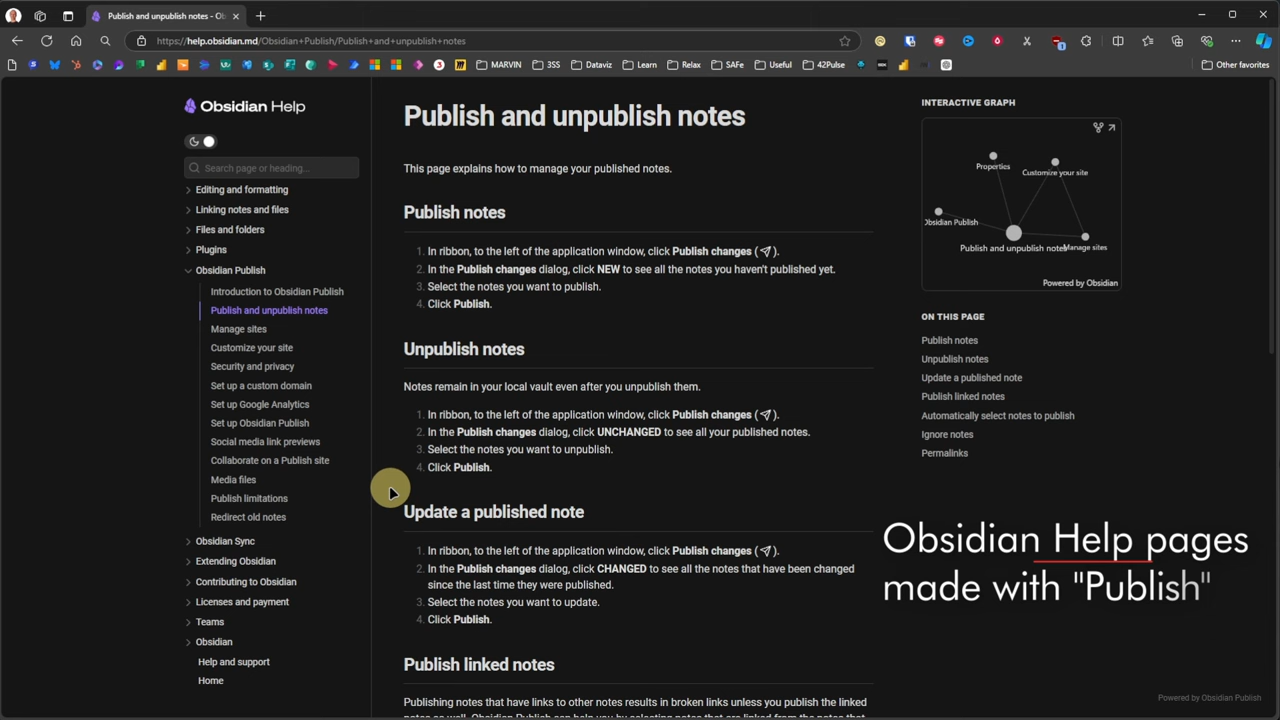 Publish and unpublish notes - Ob
https://help.obsidian.md/Obsidian+Publish/Publish+and+unpublish+notes
MARVIN
3SS
Dataviz
Learn
Relax
SAFe
Useful
42Pulse
Other favorites
Obsidian Help
Search page or heading...
Editing and formatting
Linking notes and files
Files and folders
Plugins
Obsidian Publish
Introduction to Obsidian Publish
Publish and unpublish notes
Manage sites
Customize your site
Security and privacy
Set up a custom domain
Set up Google Analytics
Set up Obsidian Publish
Social media link previews
Collaborate on a Publish site
Media files
Publish limitations
Redirect old notes
Obsidian Sync
Extending Obsidian
Contributing to Obsidian
Licenses and payment
Teams
Obsidian
Help and support
Home
Publish and unpublish notes
This page explains how to manage your published notes.
Publish notes
1. In ribbon, to the left of the application window, click Publish changes ( ).
2. In the Publish changes dialog, click NEW to see all the notes you haven't published yet.
3. Select the notes you want to publish.
4. Click Publish.
Unpublish notes
Notes remain in your local vault even after you unpublish them.
1. In ribbon, to the left of the application window, click Publish changes ( ).
2. In the Publish changes dialog, click UNCHANGED to see all your published notes.
3. Select the notes you want to unpublish.
4. Click Publish.
Update a published note
1. In ribbon, to the left of the application window, click Publish changes ( ).
2. In the Publish changes dialog, click CHANGED to see all the notes that have been changed
since the last time they were published.
3. Select the notes you want to update.
4. Click Publish.
Publish linked notes
Publishing notes that have links to other notes results in broken links unless you publish the linked
INTERACTIVE GRAPH
Properties
Customize your site
Obsidian Publish
Publish and unpublish notes
Manage sites
Powered by Obsidian
ON THIS PAGE
Publish notes
Unpublish notes
Update a published note
Publish linked notes
Automatically select notes to publish
Ignore notes
Permalinks
Obsidian Help pages
made with "Publish"
Powered by Obsidian Publish